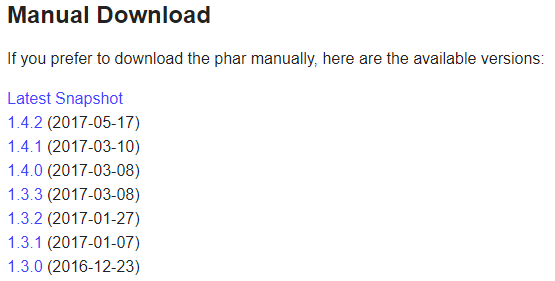 Manual Download
If you prefer to download the phar manually, here are the available versions:
Latest Snapshot
1.4.2 (2017-05-17)
1.4.1 (2017-03-10)
1.4.0 (2017-03-08)
1.3.3 (2017-03-08)
1.3.2 (2017-01-27)
1.3.1 (2017-01-07)
1.3.0 (2016-12-23)